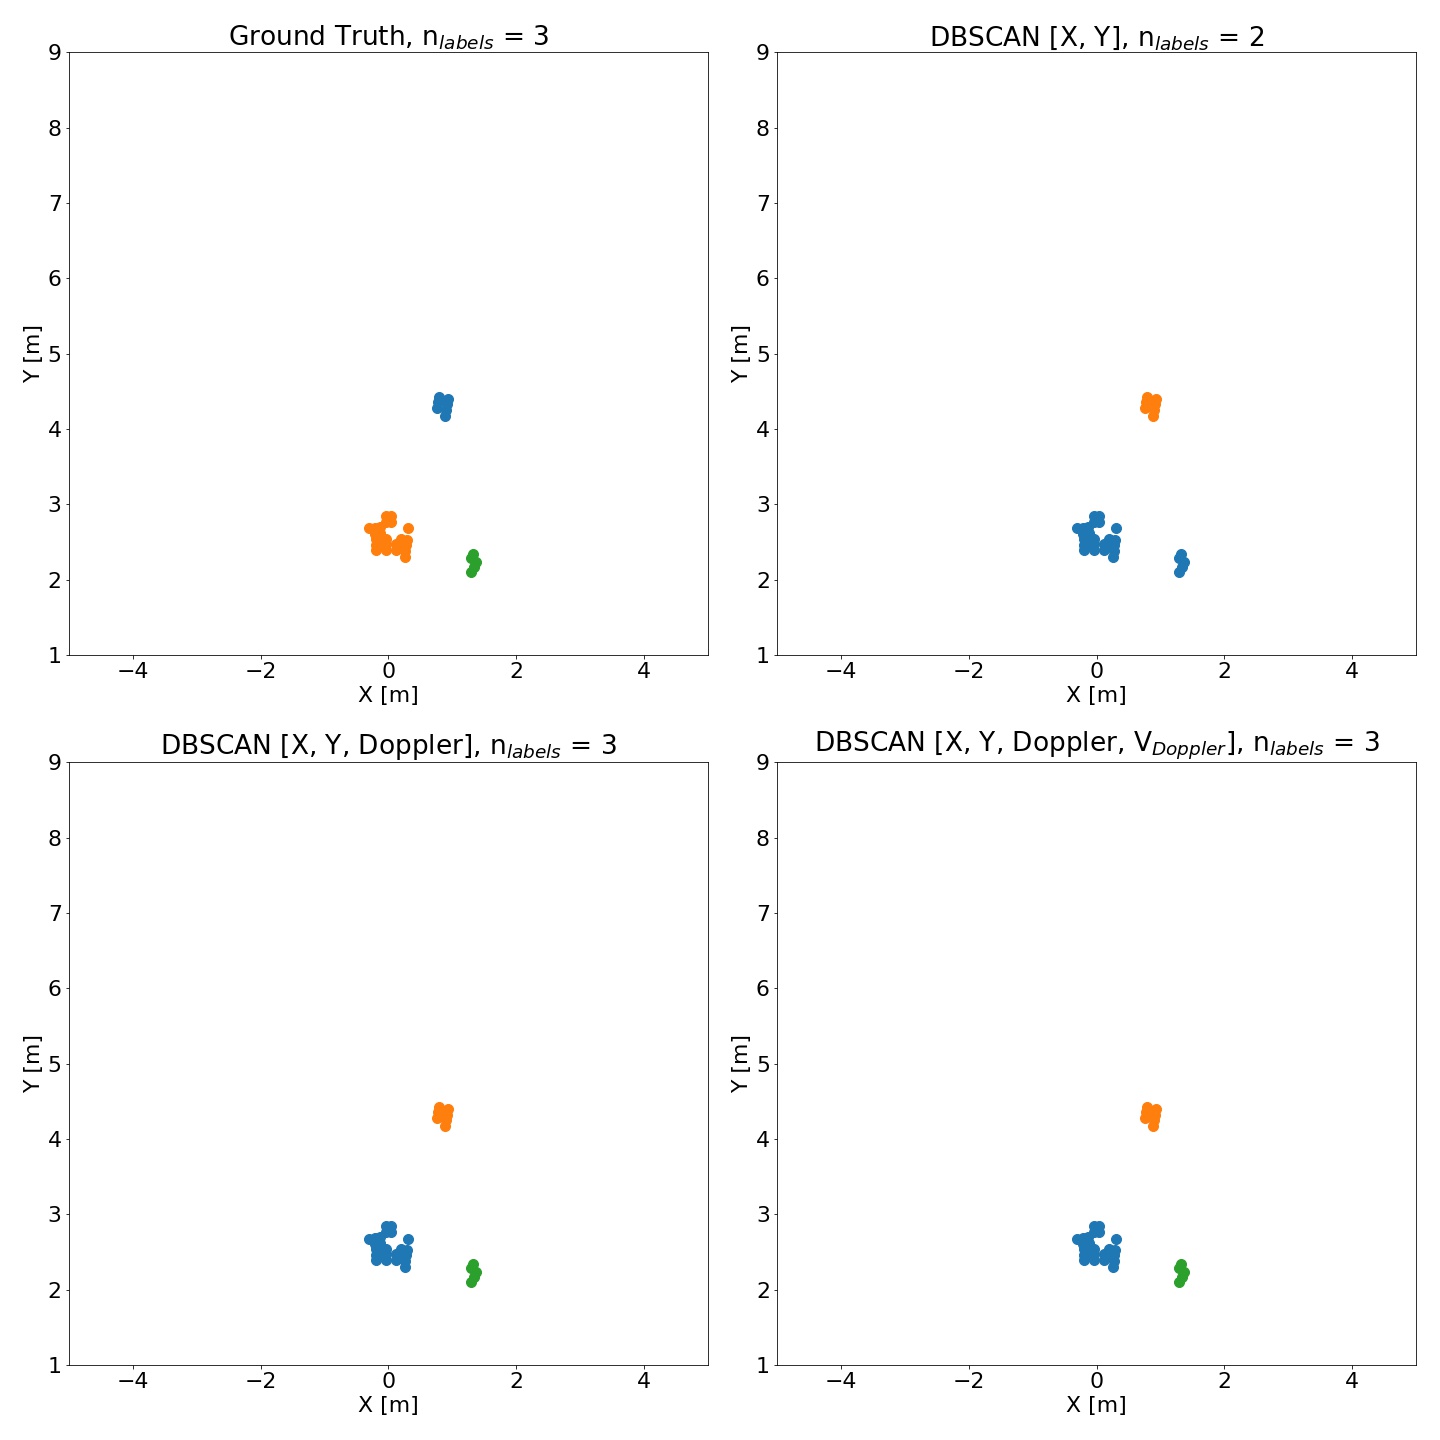 Ground Truth, n_labels = 3
9
8
7
6
5
4
3
2
1
Y [m]
−4 −2 0 2 4
X [m]
DBSCAN [X, Y], n_labels = 2
9
8
7
6
5
4
3
2
1
Y [m]
−4 −2 0 2 4
X [m]
DBSCAN [X, Y, Doppler], n_labels = 3
9
8
7
6
5
4
3
2
1
Y [m]
−4 −2 0 2 4
X [m]
DBSCAN [X, Y, Doppler, V_Doppler], n_labels = 3
9
8
7
6
5
4
3
2
1
Y [m]
−4 −2 0 2 4
X [m]